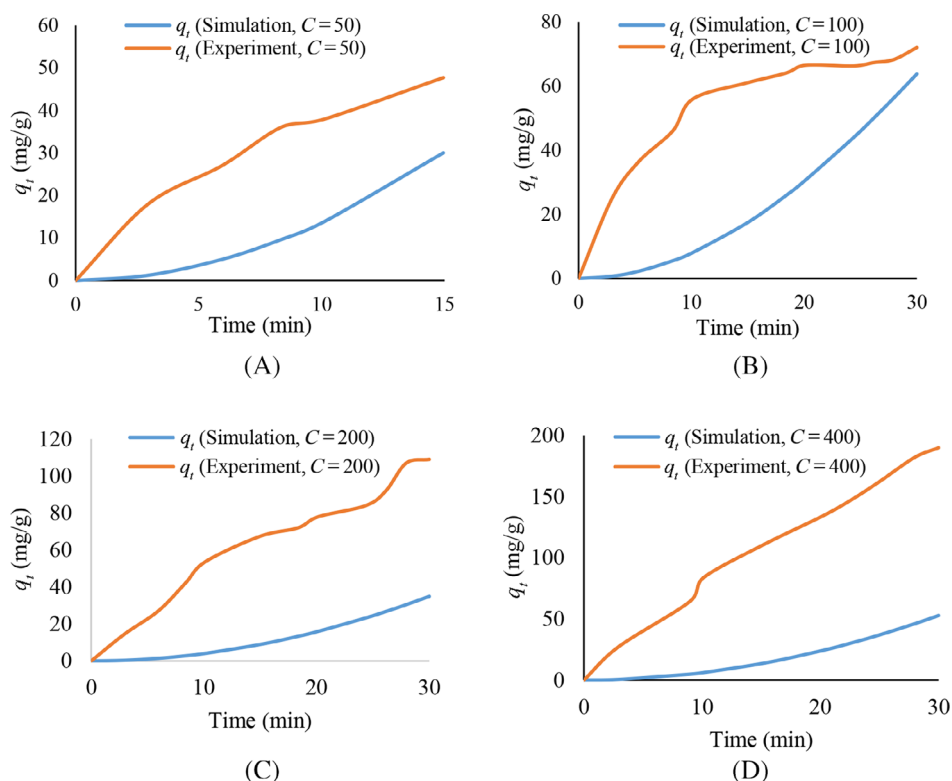 60
50
40
30
20
10
0
q_t (mg/g)
q_t (Simulation, C = 50)
q_t (Experiment, C = 50)
0 5 10 15
Time (min)
(A)
80
60
40
20
0
q_t (mg/g)
q_t (Simulation, C = 100)
q_t (Experiment, C = 100)
0 10 20 30
Time (min)
(B)
120
100
80
60
40
20
0
q_t (mg/g)
q_t (Simulation, C = 200)
q_t (Experiment, C = 200)
0 10 20 30
Time (min)
(C)
200
150
100
50
0
q_t (mg/g)
q_t (Simulation, C = 400)
q_t (Experiment, C = 400)
0 10 20 30
Time (min)
(D)